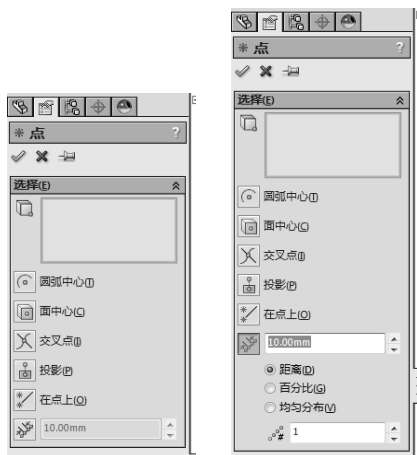 点 ?
选择(E)
圆弧中心(T)
面中心(C)
交叉点(I)
投影(P)
在点上(O)
10.00mm
点 ?
选择(E)
圆弧中心(T)
面中心(C)
交叉点(I)
投影(P)
在点上(O)
10.00mm
距离(D)
百分比(G)
均匀分布(V)
# 1